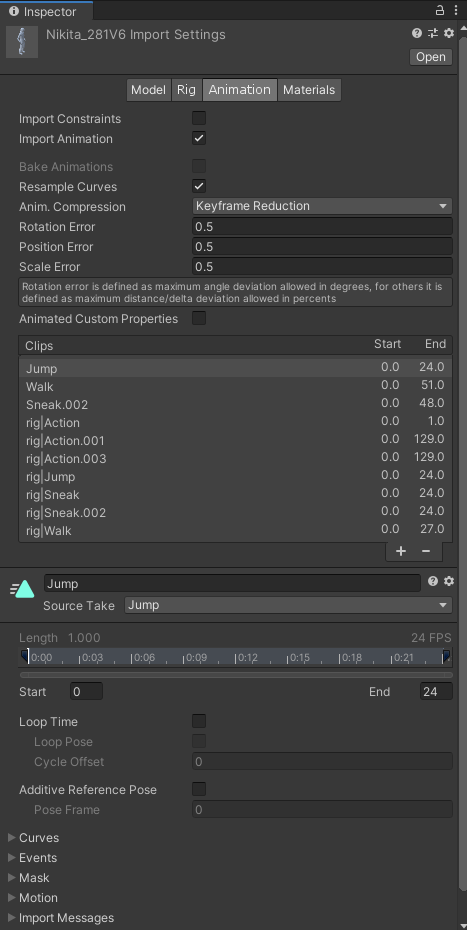 Inspector
Nikita_281V6 Import Settings
Open
Model Rig Animation Materials
Import Constraints
Import Animation
Bake Animations
Resample Curves
Anim. Compression Keyframe Reduction
Rotation Error 0.5
Position Error 0.5
Scale Error 0.5
Rotation error is defined as maximum angle deviation allowed in degrees, for others it is
defined as maximum distance/delta deviation allowed in percents
Animated Custom Properties
Clips Start End
Jump 0.0 24.0
Walk 0.0 51.0
Sneak.002 0.0 48.0
rig|Action 0.0 1.0
rig|Action.001 0.0 129.0
rig|Action.003 0.0 129.0
rig|Jump 0.0 24.0
rig|Sneak 0.0 24.0
rig|Sneak.002 0.0 24.0
rig|Walk 0.0 27.0
+ −
Jump
Source Take Jump
Length 1.000 24 FPS
0:00 0:03 0:06 0:09 0:12 0:15 0:18 0:21
Start 0 End 24
Loop Time
Loop Pose
Cycle Offset 0
Additive Reference Pose
Pose Frame 0
Curves
Events
Mask
Motion
Import Messages